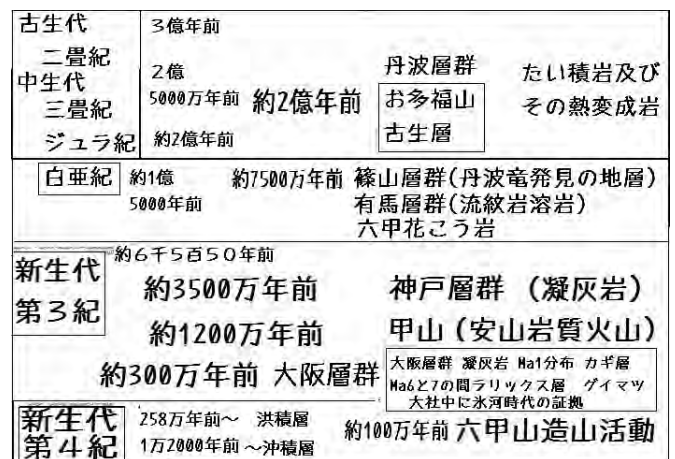 古生代 3億年前
二畳紀
中生代 2億 5000万年前 約2億年前 丹波層群 たい積岩及び
三畳紀 お多福山 その熱変成岩
ジュラ紀 約2億年前 古生層
白亜紀 約1億 5000年前 約7500万年前 篠山層群(丹波竜発見の地層)
有馬層群(流紋岩溶岩)
六甲花こう岩
約6千5百50年前
新生代
第3紀
約3500万年前 神戸層群 (凝灰岩)
約1200万年前 甲山(安山岩質火山)
約300万年前 大阪層群
大阪層群 凝灰岩 Ma1分布 カギ層
Ma6と7の間ラリックス層 グイマツ
大社中に氷河時代の証拠
新生代
第4紀
258万年前～ 洪積層
1万2000年前～沖積層
約100万年前 六甲山造山活動